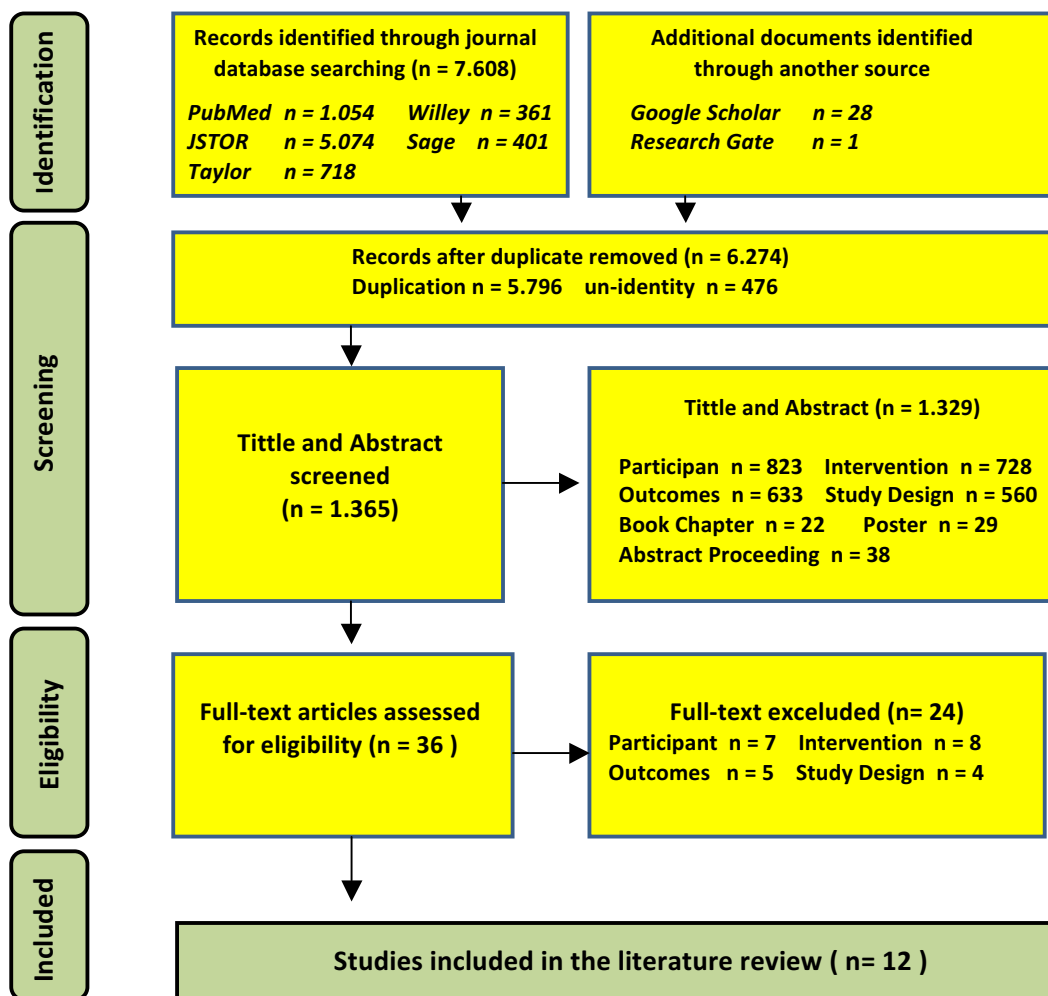 Identification
Records identified through journal
database searching (n = 7.608)
PubMed n = 1.054 Willey n = 361
JSTOR n = 5.074 Sage n = 401
Taylor n = 718
Additional documents identified
through another source
Google Scholar n = 28
Research Gate n = 1
Screening
Records after duplicate removed (n = 6.274)
Duplication n = 5.796 un-identity n = 476
Tittle and Abstract
screened
(n = 1.365)
Tittle and Abstract (n = 1.329)
Participan n = 823 Intervention n = 728
Outcomes n = 633 Study Design n = 560
Book Chapter n = 22 Poster n = 29
Abstract Proceeding n = 38
Eligibility
Full-text articles assessed
for eligibility (n = 36 )
Full-text exceluded (n= 24)
Participant n = 7 Intervention n = 8
Outcomes n = 5 Study Design n = 4
Included
Studies included in the literature review ( n= 12 )